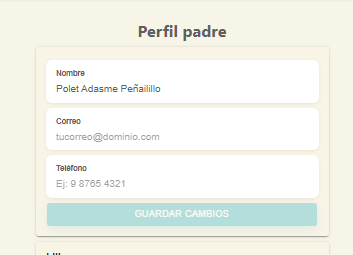 Perfil padre
Nombre
Polet Adasme Peñailillo
Correo
tucorreo@dominio.com
Teléfono
Ej: 9 8765 4321
GUARDAR CAMBIOS